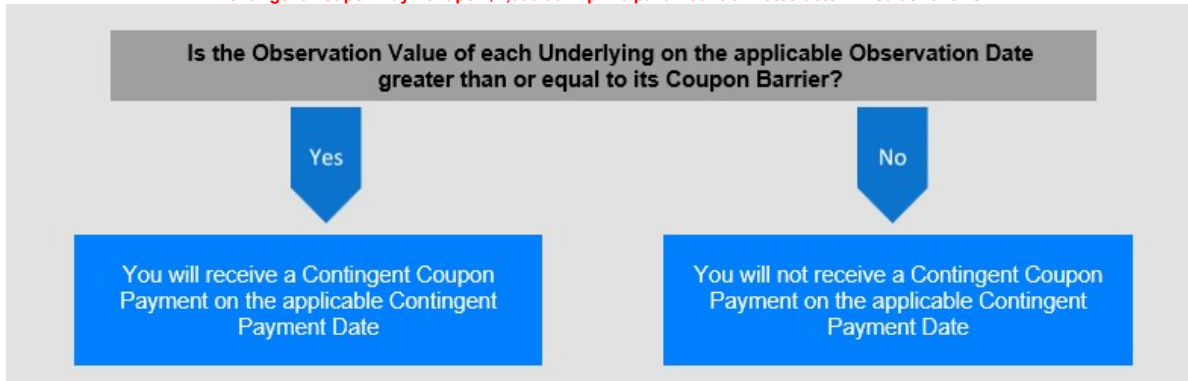 Is the Observation Value of each Underlying on the applicable Observation Date
greater than or equal to its Coupon Barrier?
Yes
No
You will receive a Contingent Coupon
Payment on the applicable Contingent
Payment Date
You will not receive a Contingent Coupon
Payment on the applicable Contingent
Payment Date